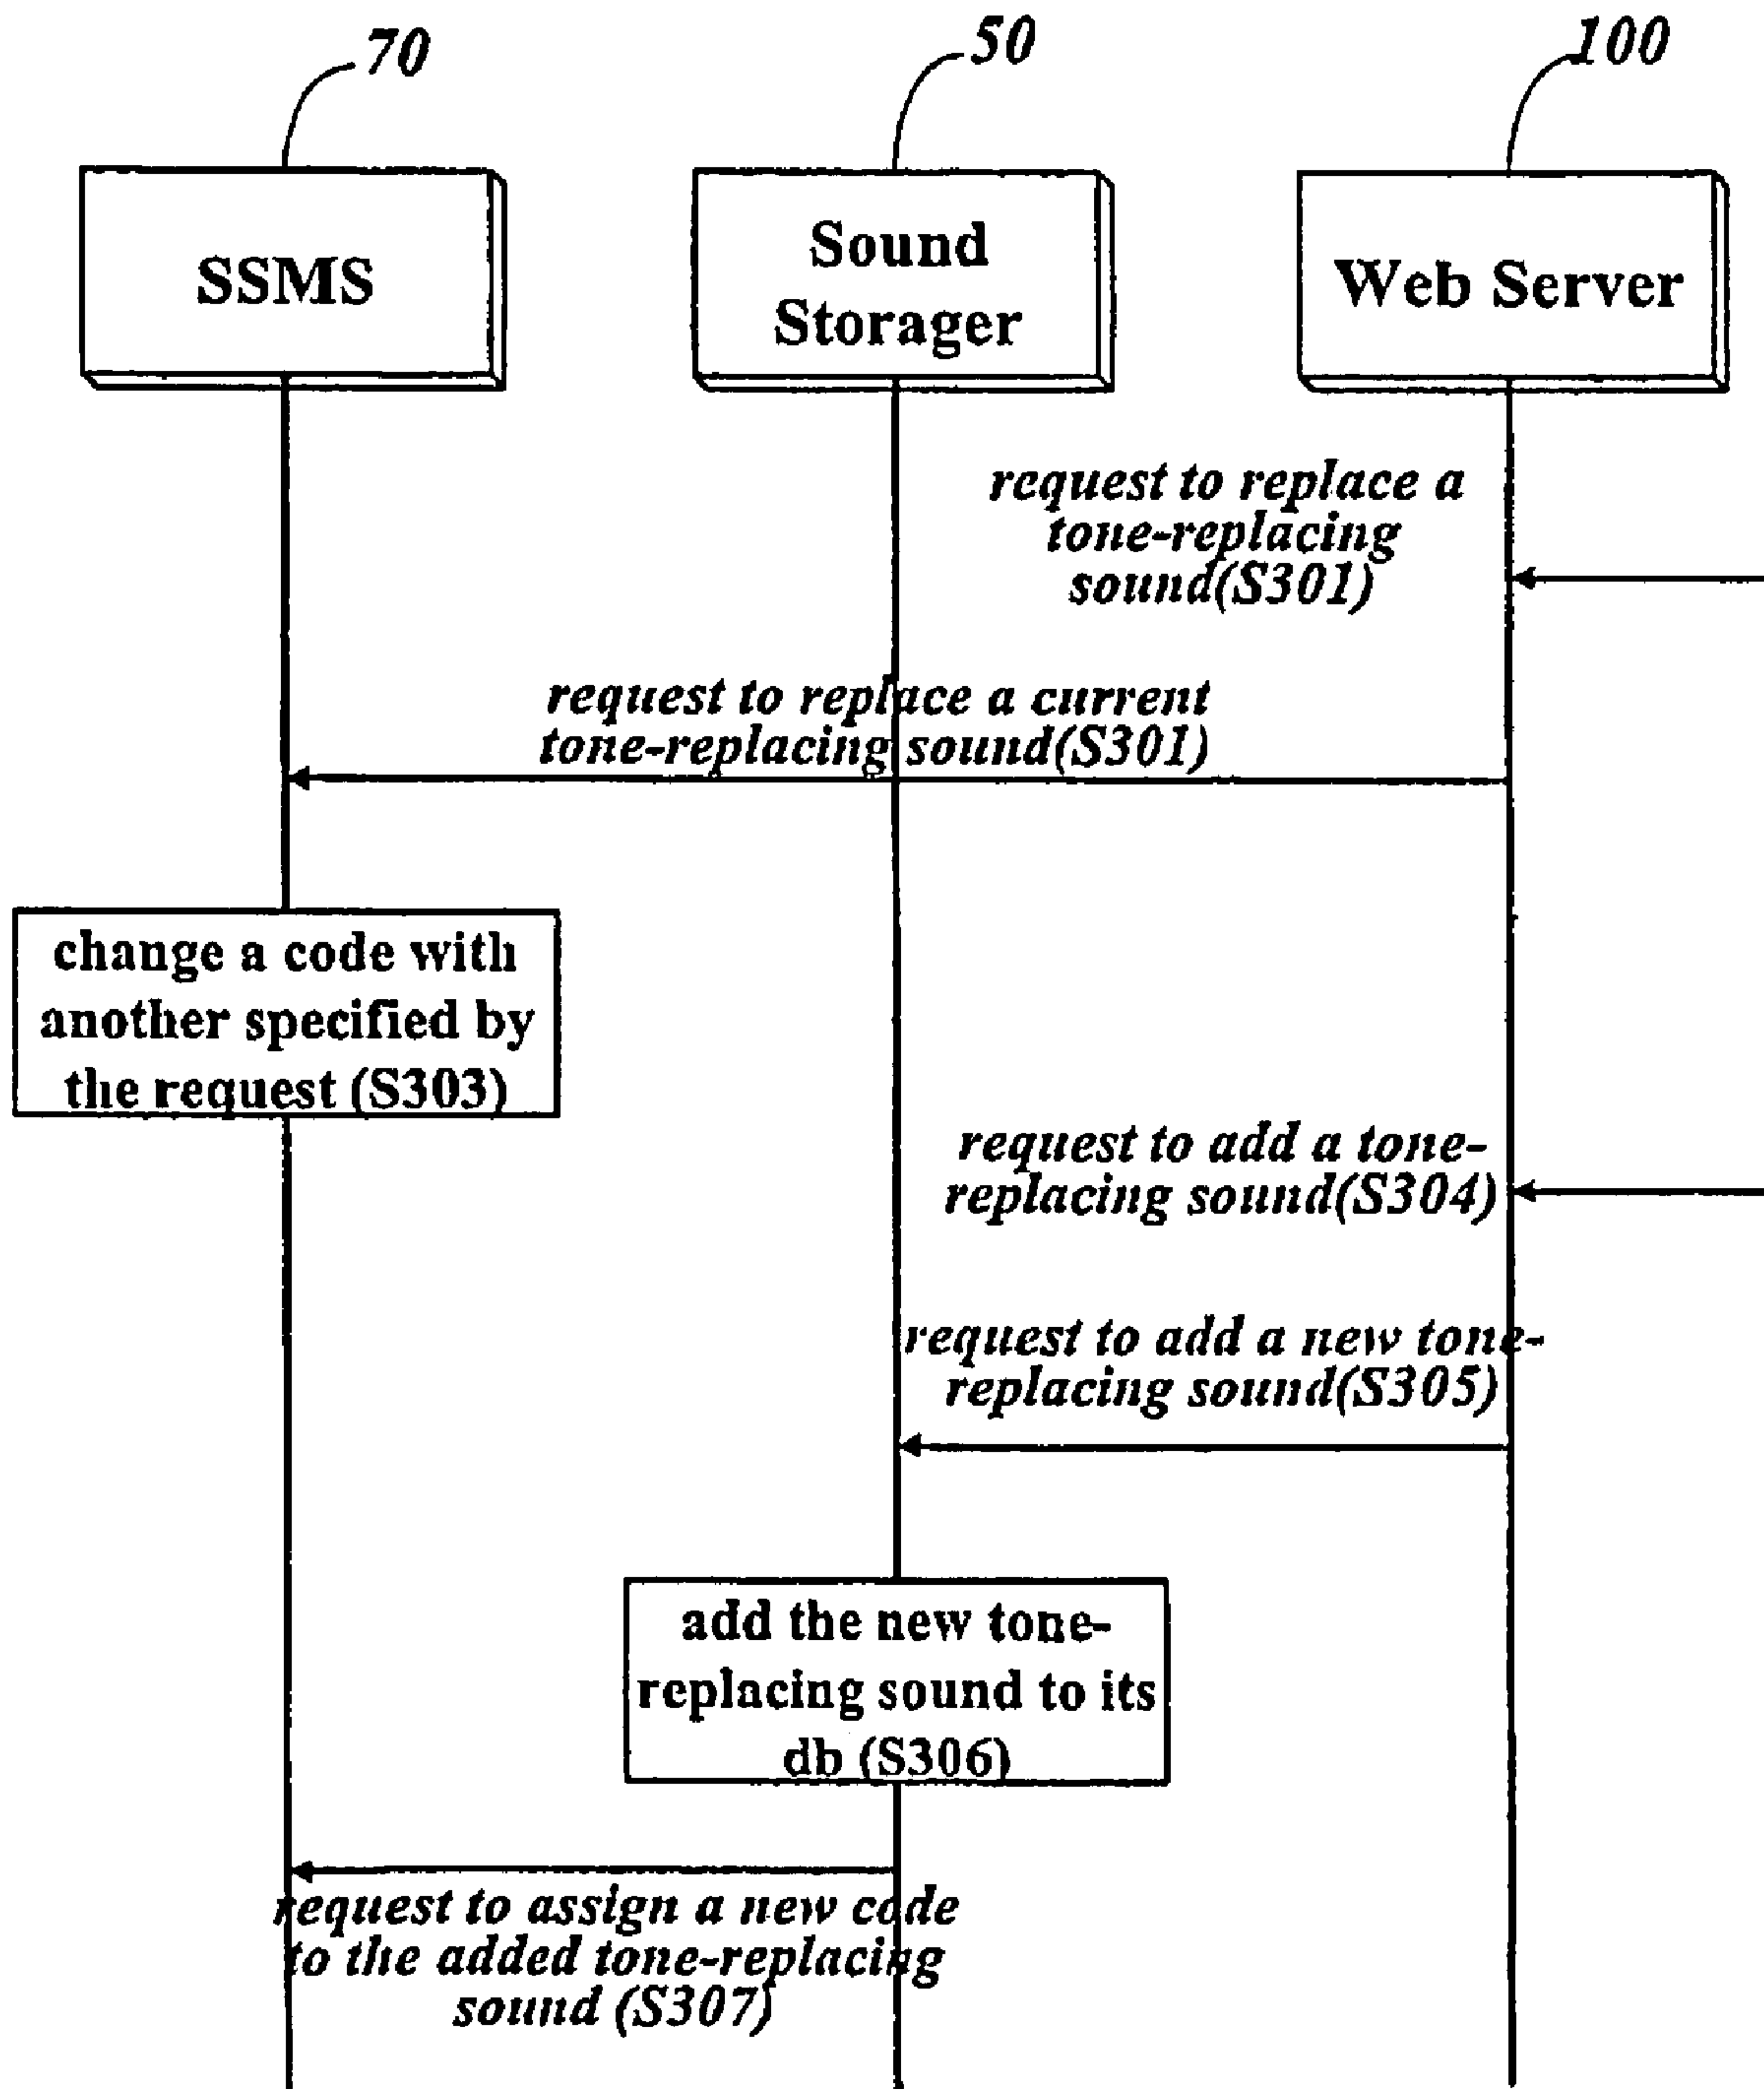 70
50
100
SSMS
Sound
Storager
Web Server
request to replace a
tone-replacing
sound(S301)
request to replace a current
tone-replacing sound(S301)
change a code with
another specified by
the request (S303)
request to add a tone-
replacing sound(S304)
request to add a new tone-
replacing sound(S305)
add the new tone-
replacing sound to its
db (S306)
request to assign a new code
to the added tone-replacing
sound (S307)